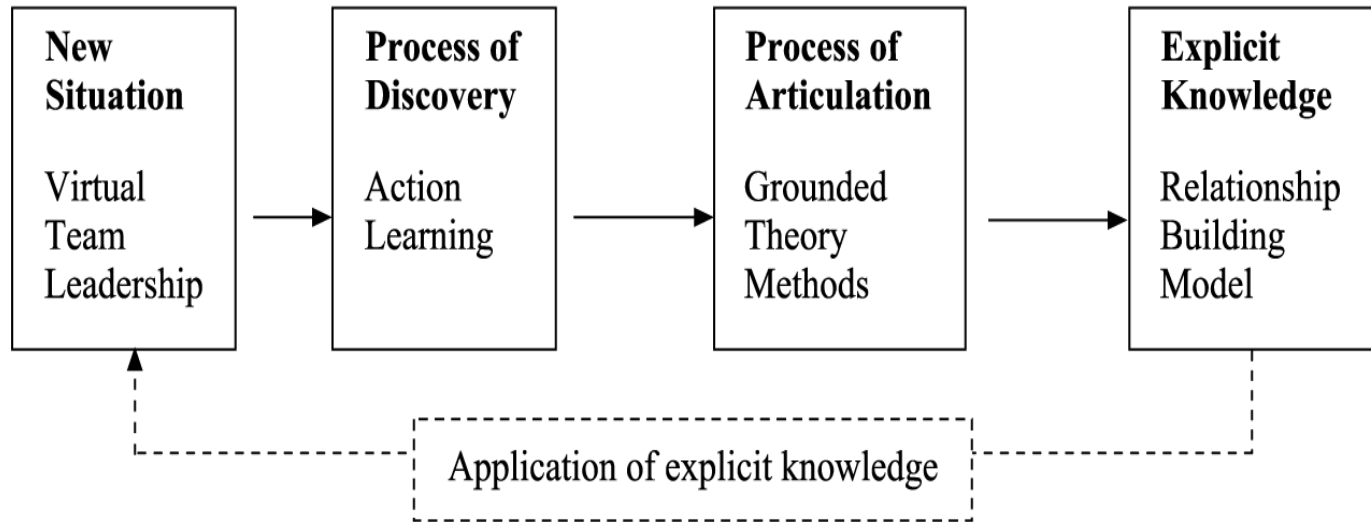 New
Situation
Virtual
Team
Leadership
Process of
Discovery
Action
Learning
Process of
Articulation
Grounded
Theory
Methods
Explicit
Knowledge
Relationship
Building
Model
Application of explicit knowledge